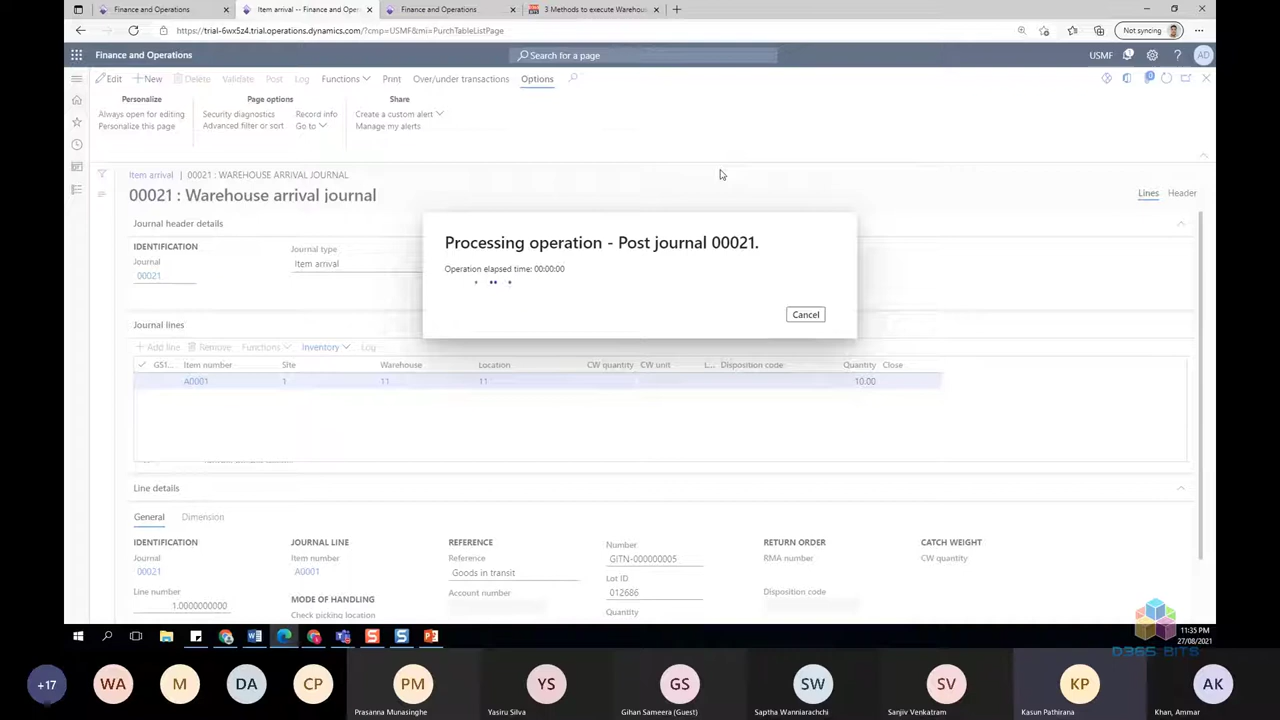 Finance and Operations
Item arrival -- Finance and Oper
Finance and Operations
3 Methods to execute Warehous
https://trial-6wx5z4.trial.operations.dynamics.com/?cmp=USMF&mi=PurchTableListPage
Not syncing
Finance and Operations
Search for a page
USMF
AD
Edit
New
Delete
Validate
Post
Log
Functions
Print
Over/under transactions
Options
0
Personalize
Page options
Share
Always open for editing
Security diagnostics
Record info
Create a custom alert
Personalize this page
Advanced filter or sort
Go to
Manage my alerts
Item arrival | 00021 : WAREHOUSE ARRIVAL JOURNAL
00021 : Warehouse arrival journal
Lines
Header
Journal header details
IDENTIFICATION
Journal
00021
Journal type
Item arrival
Processing operation - Post journal 00021.
Operation elapsed time: 00:00:00
Cancel
Journal lines
+ Add line
Remove
Functions
Inventory
Log
GS1...
Item number
Site
Warehouse
Location
CW quantity
CW unit
L...
Disposition code
Quantity
Close
A0001
1
11
11
10.00
Line details
General
Dimension
IDENTIFICATION
JOURNAL LINE
REFERENCE
Number
RETURN ORDER
CATCH WEIGHT
Journal
Item number
Reference
GITN-000000005
RMA number
CW quantity
00021
A0001
Goods in transit
Lot ID
Line number
Account number
012686
Disposition code
1.0000000000
MODE OF HANDLING
Quantity
Check picking location
11:35 PM
27/08/2021
D365 BITS
+17
WA
M
DA
CP
PM
Prasanna Munasinghe
YS
Yasiru Silva
GS
Gihan Sameera (Guest)
SW
Saptha Wanniarachchi
SV
Sanjiv Venkatram
KP
Kasun Pathirana
AK
Khan, Ammar